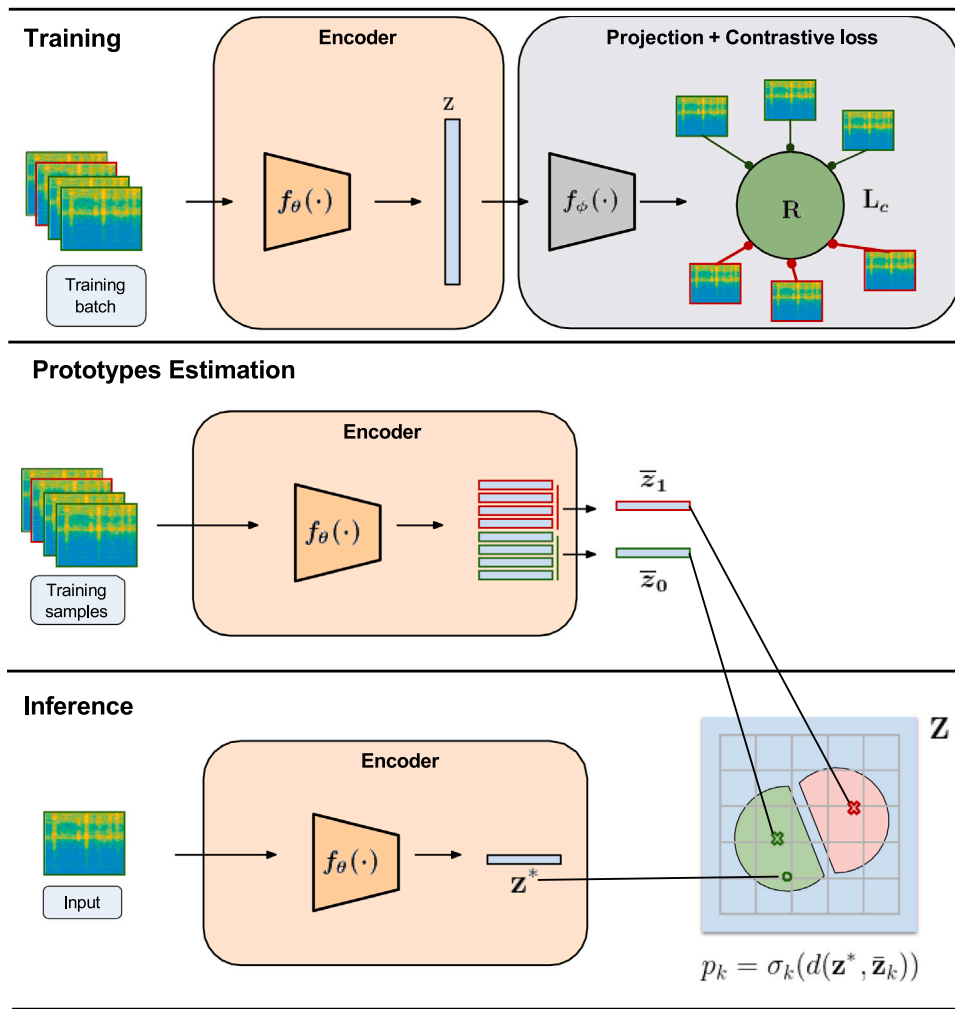 Training
Encoder
Projection + Contrastive loss
z
f_θ(·)
f_ϕ(·)
R
L_c
Training
batch
Prototypes Estimation
Encoder
f_θ(·)
z̅_1
z̅_0
Training
samples
Inference
Encoder
Z
f_θ(·)
z*
Input
p_k = σ_k(d(z*, z̄_k))